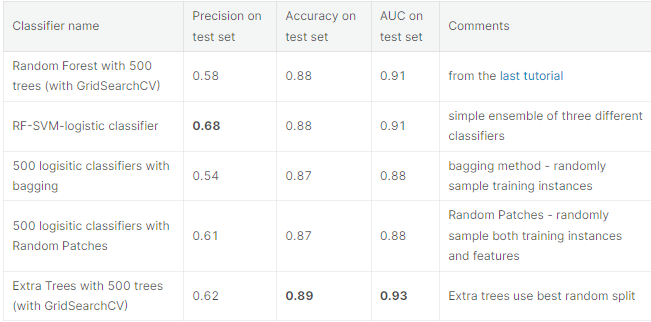 Classifier name
Precision on
test set
Accuracy on
test set
AUC on
test set
Comments
Random Forest with 500
trees (with GridSearchCV)
0.58
0.88
0.91
from the last tutorial
RF-SVM-logistic classifier
0.68
0.88
0.91
simple ensemble of three different
classifiers
500 logisitic classifiers with
bagging
0.54
0.87
0.88
bagging method - randomly
sample training instances
500 logisitic classifiers with
Random Patches
0.61
0.87
0.88
Random Patches - randomly
sample both training instances
and features
Extra Trees with 500 trees
(with GridSearchCV)
0.62
0.89
0.93
Extra trees use best random split